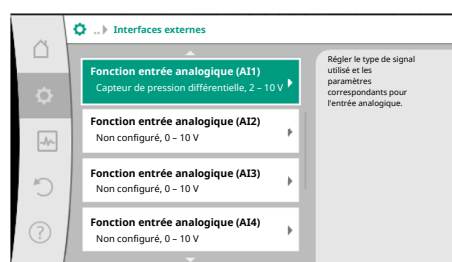 .. Interfaces externes
Fonction entrée analogique (AI1)
Capteur de pression différentielle, 2 – 10 V
Fonction entrée analogique (AI2)
Non configuré, 0 – 10 V
Fonction entrée analogique (AI3)
Non configuré, 0 – 10 V
Fonction entrée analogique (AI4)
Non configuré, 0 – 10 V
Régler le type de signal
utilisé et les
paramètres
correspondants pour
l'entrée analogique.
?